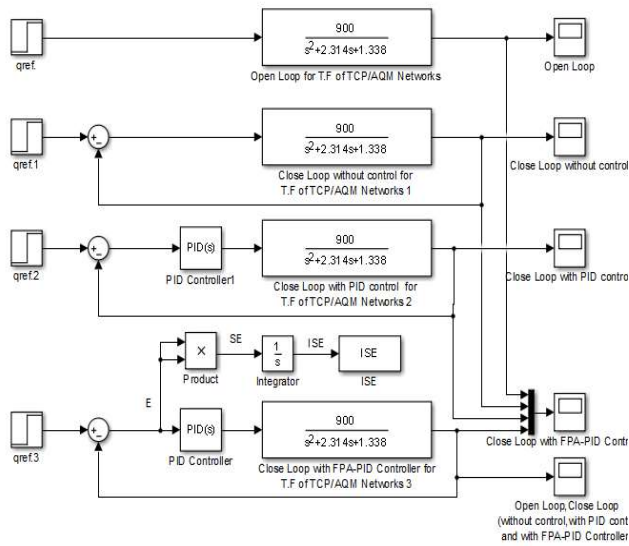 900
s²+2.314s+1.338
qref.
Open Loop for T.F of TCP/AQM Networks
Open Loop
900
s²+2.314s+1.338
qref.1
Close Loop without control for
T.F of TCP/AQM Networks 1
Close Loop without control
PID(s)
900
s²+2.314s+1.338
qref.2
PID Controller1
Close Loop with PID control for
T.F of TCP/AQM Networks 2
Close Loop with PID control
SE
ISE
×
1
s
ISE
Product
Integrator
ISE
E
PID(s)
900
s²+2.314s+1.338
qref.3
PID Controller
Close Loop with FPA-PID Controller for
T.F of TCP/AQM Networks 3
Close Loop with FPA-PID Contr
Open Loop,Close Loop
(without control,with PID cont
and with FPA-PID Controller